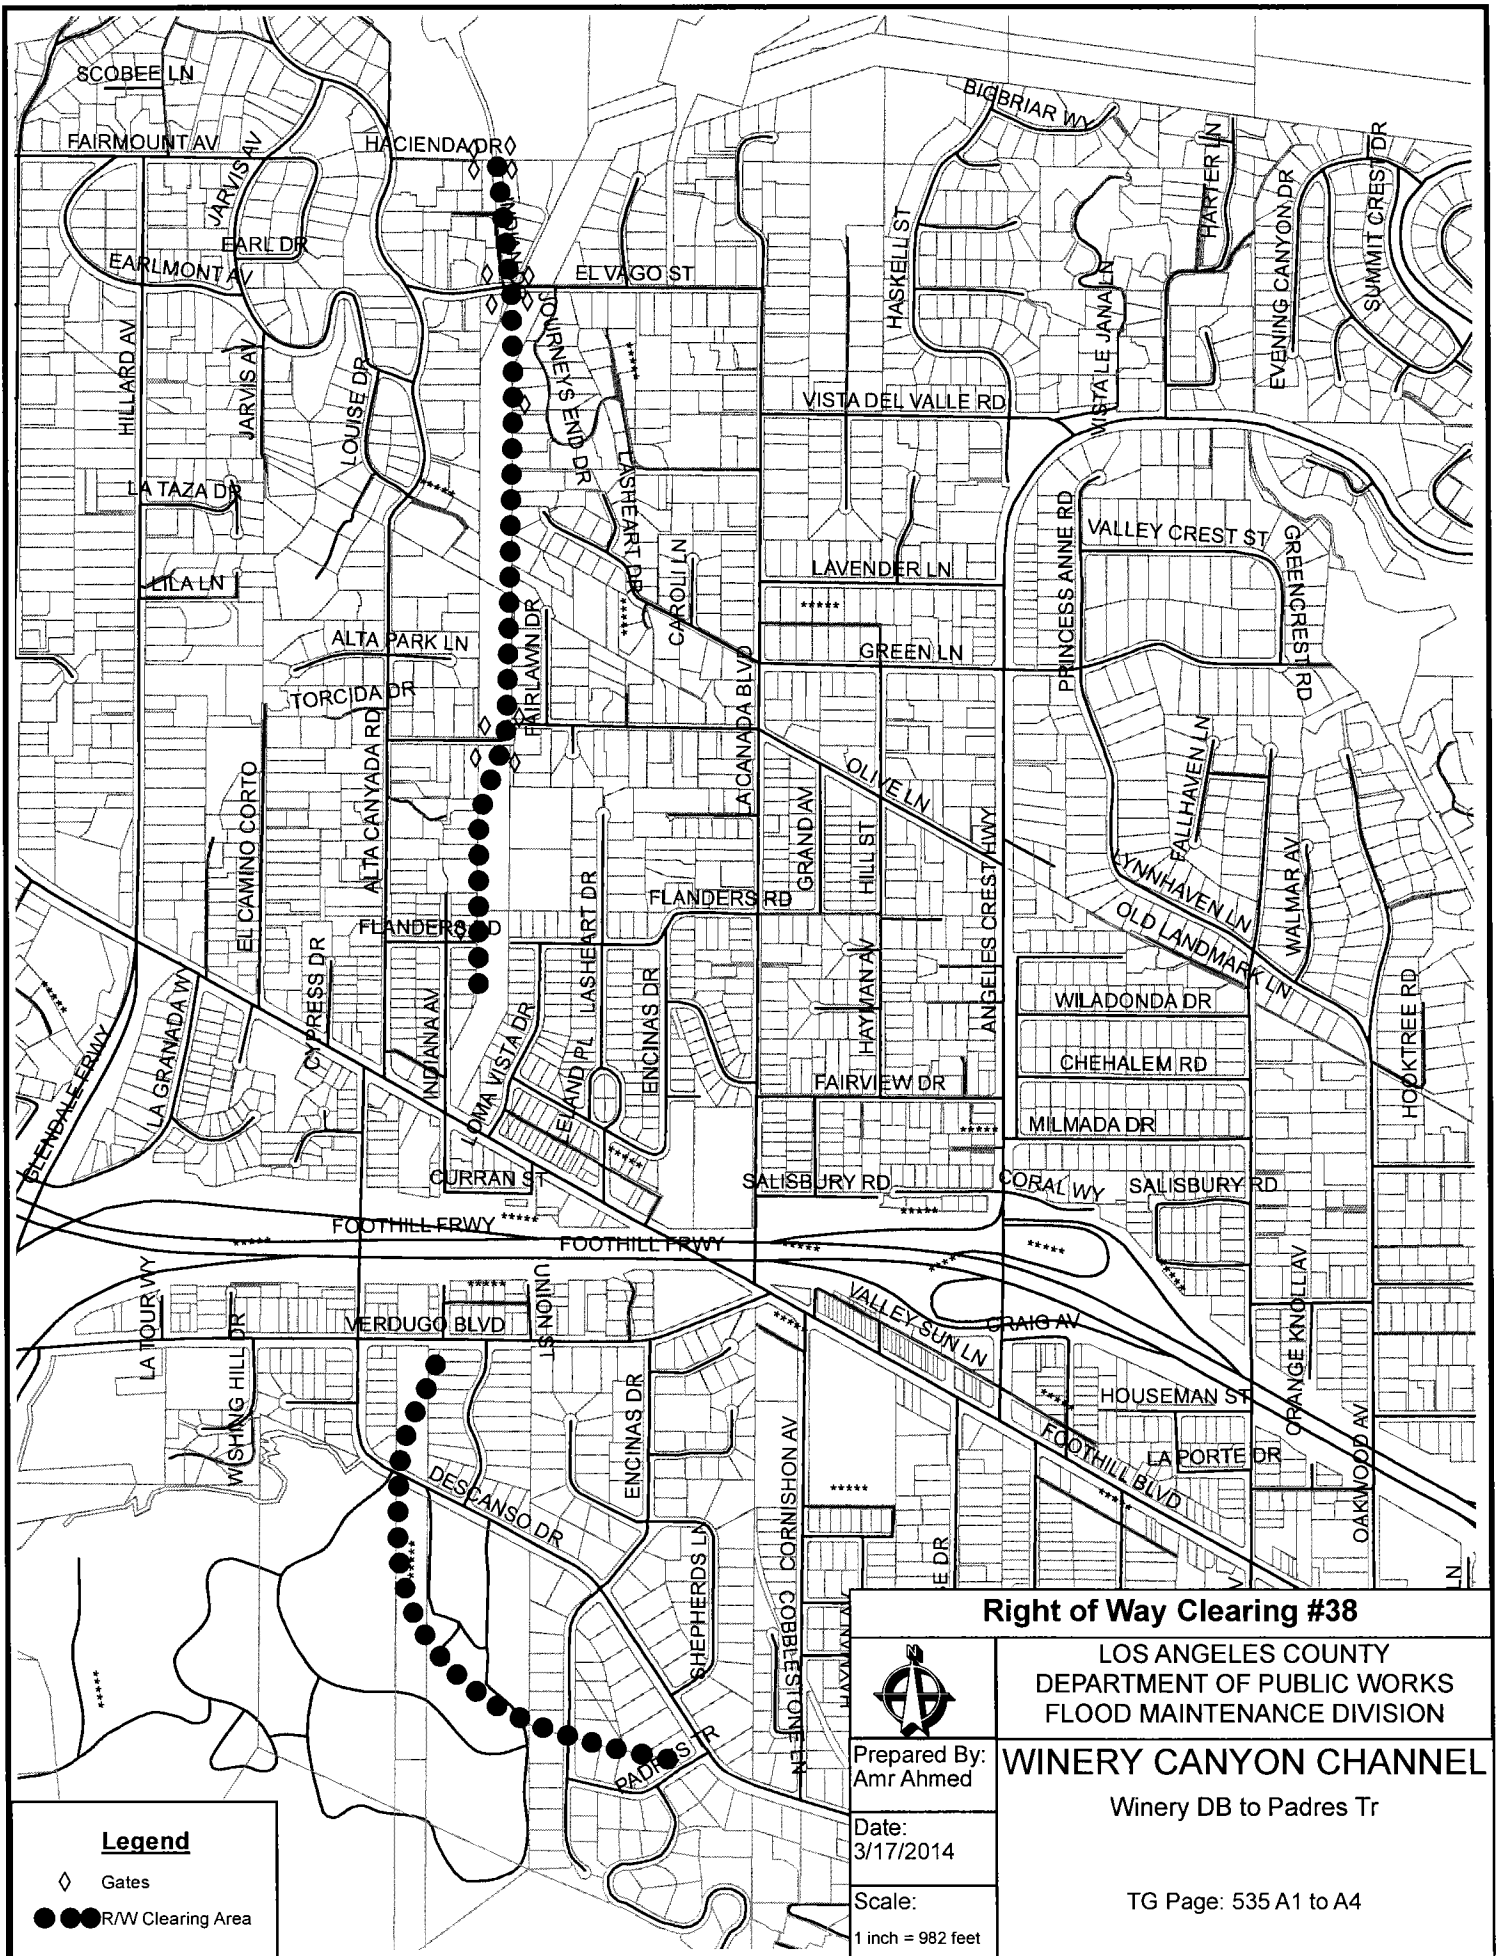 SCOBEE LN
BIGBRIAR WY
FAIRMOUNT AV
JARVIS AV
HACIENDA DR
HARTER LN
SUMMIT CREST DR
EVENING CANYON DR
EARL DR
EARLMONT AV
EL VAGO ST
HASKELL ST
VISTA LE JANA LN
HILLARD AV
JARVIS AV
LOUISE DR
JOURNEYS END DR
*****
VISTA DEL VALLE RD
LASHEART DR
LA TAZA DR
*****
PRINCESS ANNE RD
VALLEY CREST ST
GREENCREST RD
LILA LN
CAROLI LN
LAVENDER LN
*****
*****
FAIRLAWN DR
ALTA PARK LN
GREEN LN
TORCIDA DR
ALTA CANYADA RD
LA CANADA BLVD
OLIVE LN
EL CAMINO CORTO
GRAND AV
HILL ST
ANGELES CREST HWY
FALLHAVEN LN
LYNNHAVEN LN
WALMAR AV
FLANDERS RD
FLANDERS RD
LASHEART DR
OLD LANDMARK LN
CYPRESS DR
*****
LA GRANADA WY
INDIANA AV
LOMA VISTA DR
LELAND PL
ENCINAS DR
HAYMAN AV
WILADONDA DR
CHEHALEM RD
HOOKTREE RD
GLENDALE FRWY
FAIRVIEW DR
MILMADA DR
*****
*****
CURRAN ST
SALISBURY RD
CORAL WY
SALISBURY RD
FOOTHILL FRWY
*****
*****
*****
FOOTHILL FRWY
*****
*****
*****
*****
LA TOUR WY
*****
UNION ST
VERDUGO BLVD
*****
VALLEY SUN LN
CRAIG AV
ORANGE KNOLL AV
WISHING HILL DR
ENCINAS DR
*****
HOUSEMAN ST
FOOTHILL BLVD
LA PORTE DR
OAKWOOD AV
DESCANSO DR
CORNISHON AV
*****
*****
*****
SHEPHERDS LN
COBBLESTONE LN
E DR
LN
*****
PADRES TR
Right of Way Clearing #38
N
LOS ANGELES COUNTY
DEPARTMENT OF PUBLIC WORKS
FLOOD MAINTENANCE DIVISION
Prepared By:
Amr Ahmed
WINERY CANYON CHANNEL
Winery DB to Padres Tr
Date:
3/17/2014
Scale:
1 inch = 982 feet
TG Page: 535 A1 to A4
Legend
Gates
R/W Clearing Area